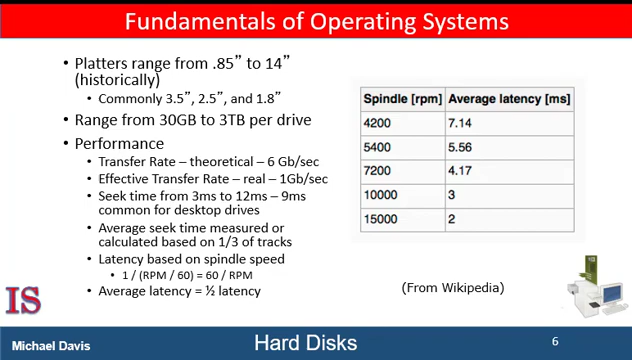 Fundamentals of Operating Systems
• Platters range from .85” to 14”
(historically)
• Commonly 3.5”, 2.5”, and 1.8”
• Range from 30GB to 3TB per drive
• Performance
• Transfer Rate – theoretical – 6 Gb/sec
• Effective Transfer Rate – real – 1Gb/sec
• Seek time from 3ms to 12ms – 9ms
common for desktop drives
• Average seek time measured or
calculated based on 1/3 of tracks
• Latency based on spindle speed
• 1 / (RPM / 60) = 60 / RPM
• Average latency = ½ latency
Spindle [rpm] Average latency [ms]
4200 7.14
5400 5.56
7200 4.17
10000 3
15000 2
(From Wikipedia)
IS
Michael Davis
Hard Disks
6